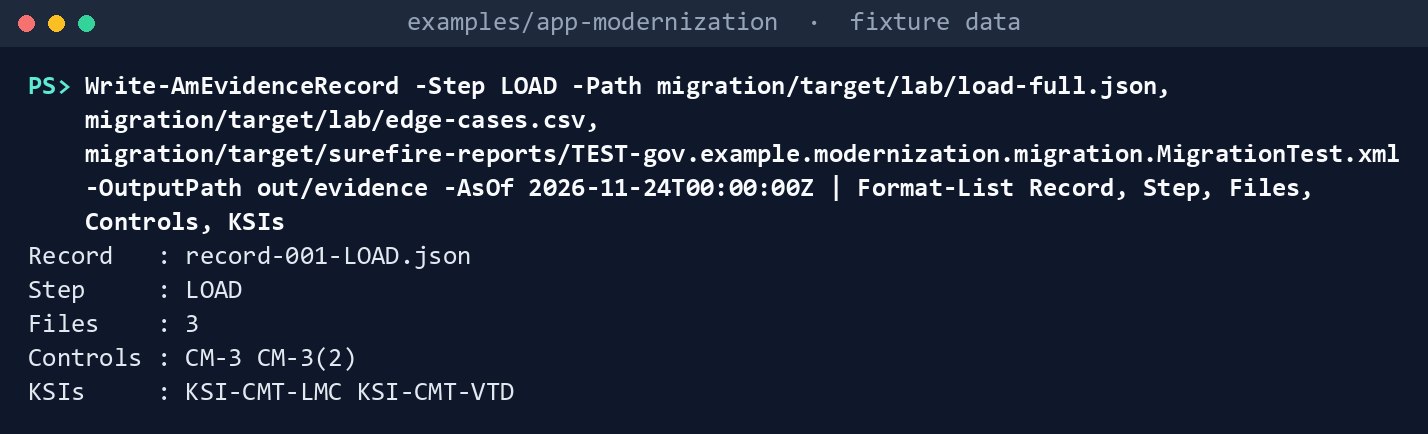 examples/app-modernization · fixture data
PS> Write-AmEvidenceRecord -Step LOAD -Path migration/target/lab/load-full.json,
migration/target/lab/edge-cases.csv,
migration/target/surefire-reports/TEST-gov.example.modernization.migration.MigrationTest.xml
-OutputPath out/evidence -AsOf 2026-11-24T00:00:00Z | Format-List Record, Step, Files,
Controls, KSIs
Record : record-001-LOAD.json
Step : LOAD
Files : 3
Controls : CM-3 CM-3(2)
KSIs : KSI-CMT-LMC KSI-CMT-VTD